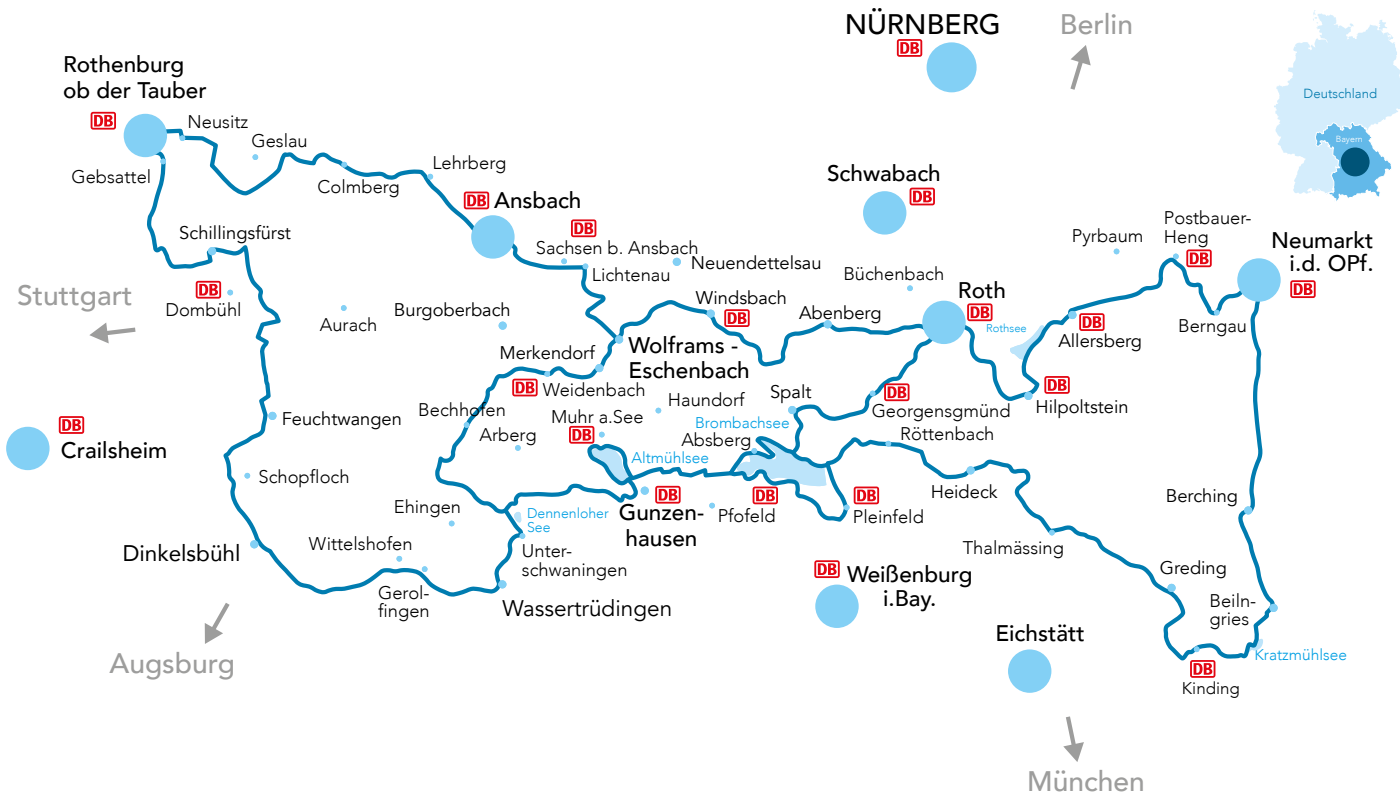 NÜRNBERG
DB
Berlin
Deutschland
Bayern
Rothenburg
ob der Tauber
DB
Neusitz
Geslau
Gebsattel
Colmberg
Lehrberg
DB
Ansbach
DB
Sachsen b. Ansbach
Lichtenau
Neuendettelsau
Schwabach
DB
Schillingsfürst
DB
Dombühl
Stuttgart
Aurach
Burgoberbach
Büchenbach
Windsbach
DB
Abenberg
Roth
DB
Rothsee
Pyrbaum
Postbauer-
Heng
DB
Neumarkt
i.d. OPf.
DB
Berngau
DB
Allersberg
Merkendorf
Wolframs -
Eschenbach
DB
Weidenbach
Haundorf
Spalt
DB
Georgensgmünd
DB
Hilpoltstein
DB
Crailsheim
Feuchtwangen
Bechhofen
Arberg
Muhr a.See
DB
Brombachsee
Absberg
Altmühlsee
Röttenbach
Schopfloch
Heideck
Ehingen
Dennenloher
See
DB
Gunzen-
hausen
Pfofeld
DB
DB
Pleinfeld
Berching
Dinkelsbühl
Wittelshofen
Unter-
schwaningen
Thalmässing
Gerol-
fingen
Wassertrüdingen
DB
Weißenburg
i.Bay.
Greding
Beiln-
gries
Augsburg
Eichstätt
Kratzmühlsee
DB
Kinding
München